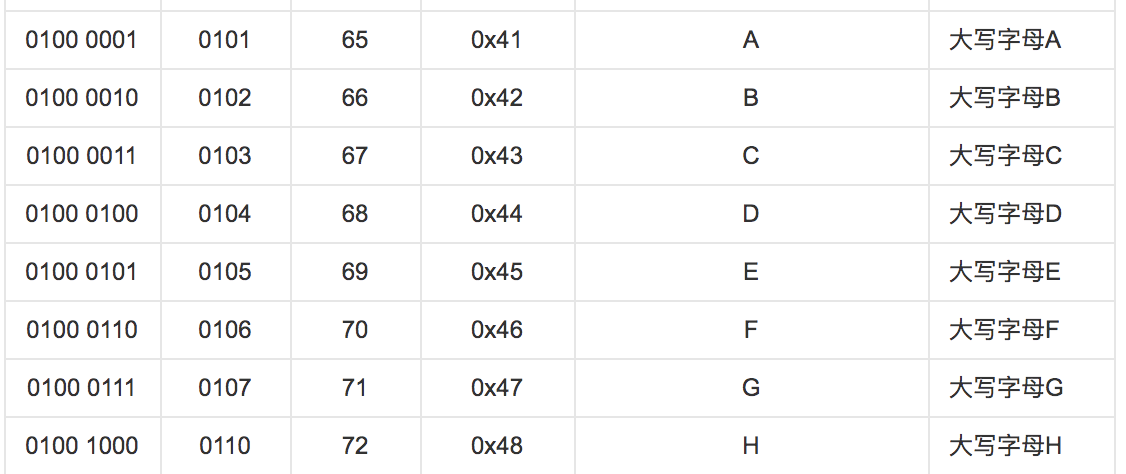 0100 0001 0101 65 0x41 A 大写字母A
0100 0010 0102 66 0x42 B 大写字母B
0100 0011 0103 67 0x43 C 大写字母C
0100 0100 0104 68 0x44 D 大写字母D
0100 0101 0105 69 0x45 E 大写字母E
0100 0110 0106 70 0x46 F 大写字母F
0100 0111 0107 71 0x47 G 大写字母G
0100 1000 0110 72 0x48 H 大写字母H